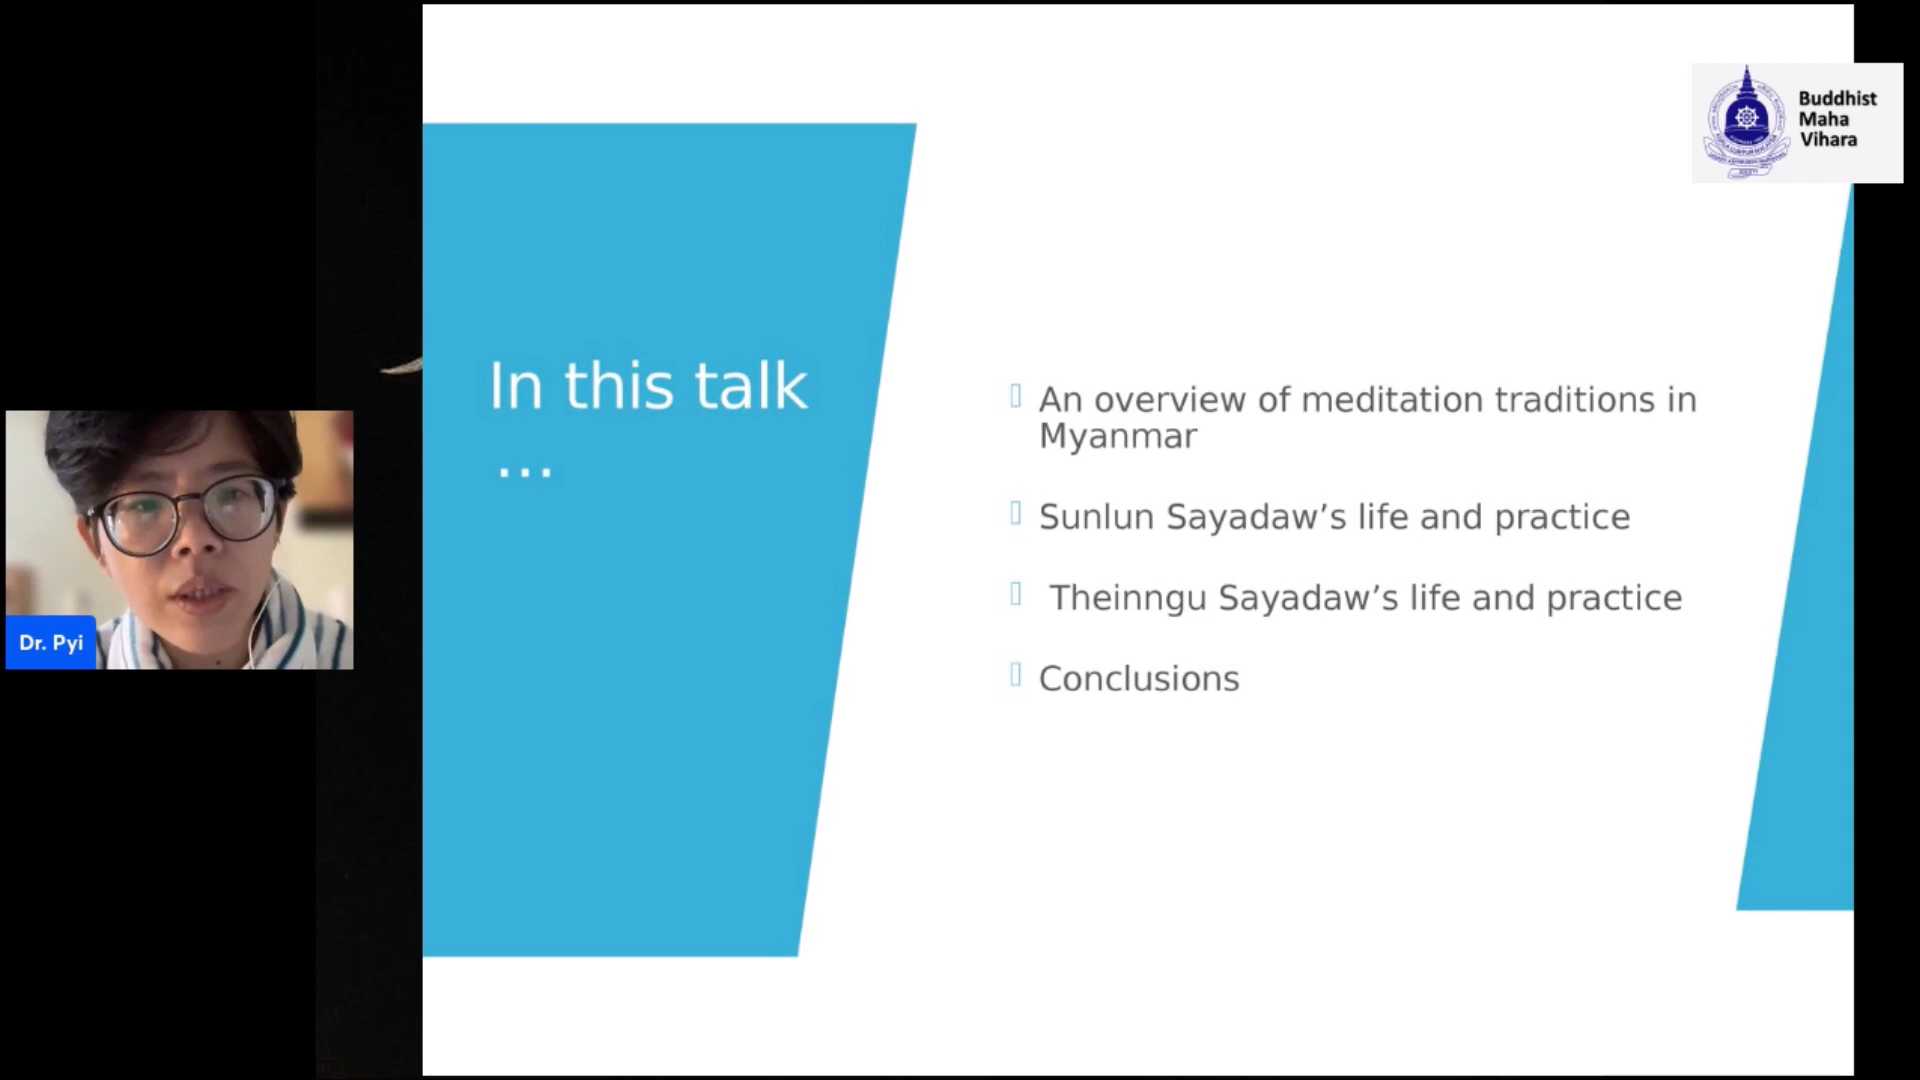 Buddhist
Maha
Vihara
In this talk
...
An overview of meditation traditions in
Myanmar
Sunlun Sayadaw’s life and practice
Theinngu Sayadaw’s life and practice
Conclusions
Dr. Pyi